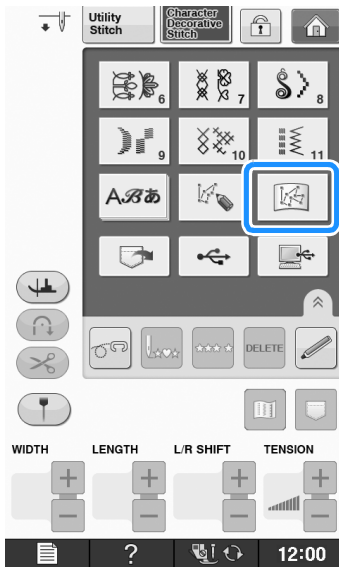 Utility
Stitch
Character
Decorative
Stitch
6
7
8
9
10
11
Aℬあ
DELETE
WIDTH
LENGTH
L/R SHIFT
TENSION
+
+
+
+
−
−
−
−
?
12:00